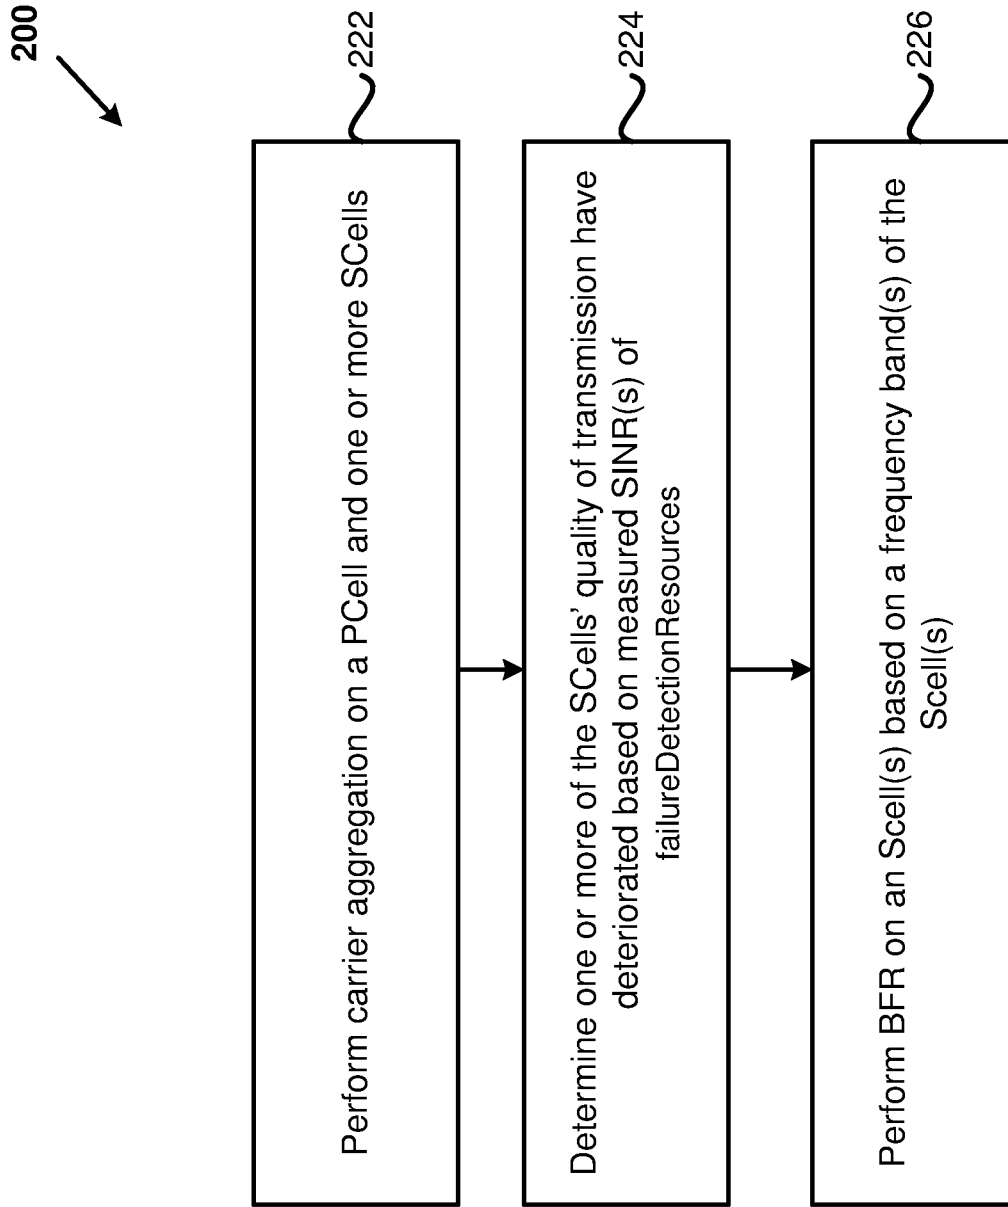 200
Perform carrier aggregation on a PCell and one or more SCells
222
Determine one or more of the SCells' quality of transmission have
deteriorated based on measured SINR(s) of
failureDetectionResources
224
Perform BFR on an Scell(s) based on a frequency band(s) of the
Scell(s)
226